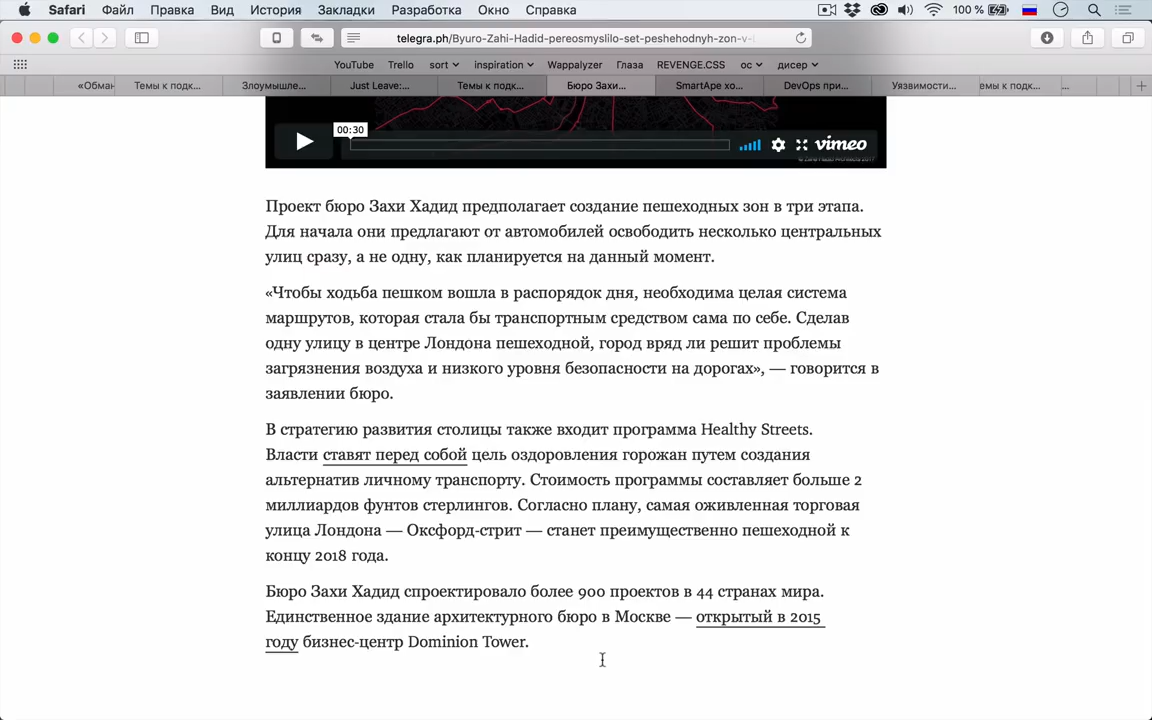 Safari Файл Правка Вид История Закладки Разработка Окно Справка 100 %
telegra.ph/Byuro-Zahi-Hadid-pereosmyslilo-set-peshehodnyh-zon-v-
YouTube Trello sort inspiration Wappalyzer Глаза REVENGE.CSS ос дисер
«Обман Темы к подк... Злоумышле... Just Leave:... Темы к подк... Бюро Захи... SmartApe хо... DevOps при... Уязвимости... емы к подк... ...
00:30
vimeo
Проект бюро Захи Хадид предполагает создание пешеходных зон в три этапа.
Для начала они предлагают от автомобилей освободить несколько центральных
улиц сразу, а не одну, как планируется на данный момент.
«Чтобы ходьба пешком вошла в распорядок дня, необходима целая система
маршрутов, которая стала бы транспортным средством сама по себе. Сделав
одну улицу в центре Лондона пешеходной, город вряд ли решит проблемы
загрязнения воздуха и низкого уровня безопасности на дорогах», — говорится в
заявлении бюро.
В стратегию развития столицы также входит программа Healthy Streets.
Власти ставят перед собой цель оздоровления горожан путем создания
альтернатив личному транспорту. Стоимость программы составляет больше 2
миллиардов фунтов стерлингов. Согласно плану, самая оживленная торговая
улица Лондона — Оксфорд-стрит — станет преимущественно пешеходной к
концу 2018 года.
Бюро Захи Хадид спроектировало более 900 проектов в 44 странах мира.
Единственное здание архитектурного бюро в Москве — открытый в 2015
году бизнес-центр Dominion Tower.